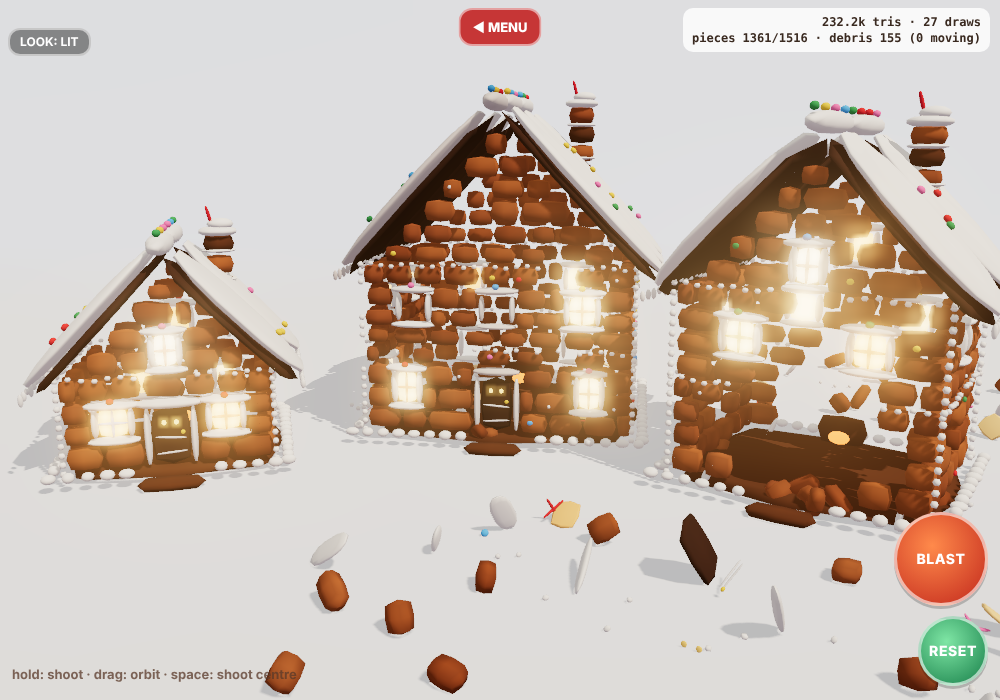 LOOK: LIT
◀ MENU
232.2k tris · 27 draws
pieces 1361/1516 · debris 155 (0 moving)
BLAST
RESET
hold: shoot · drag: orbit · space: shoot centre